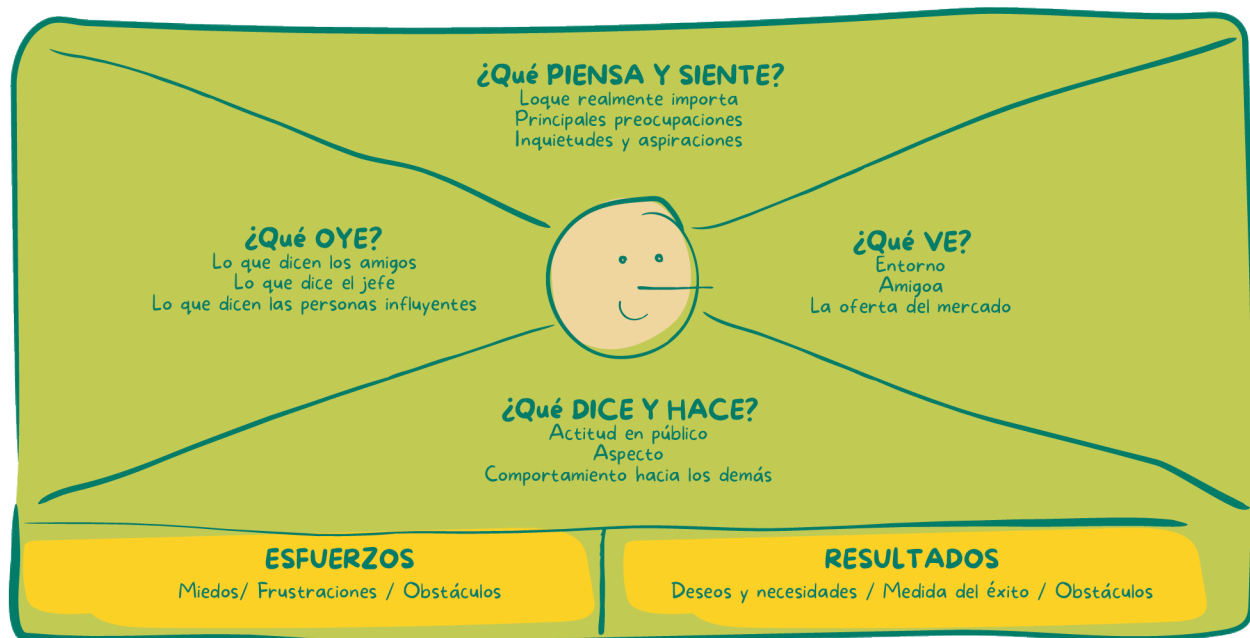 ¿Qué PIENSA Y SIENTE?
Loque realmente importa
Principales preocupaciones
Inquietudes y aspiraciones
¿Qué OYE?
Lo que dicen los amigos
Lo que dice el jefe
Lo que dicen las personas influyentes
¿Qué VE?
Entorno
Amigoa
La oferta del mercado
¿Qué DICE Y HACE?
Actitud en público
Aspecto
Comportamiento hacia los demás
ESFUERZOS
Miedos/ Frustraciones / Obstáculos
RESULTADOS
Deseos y necesidades / Medida del éxito / Obstáculos